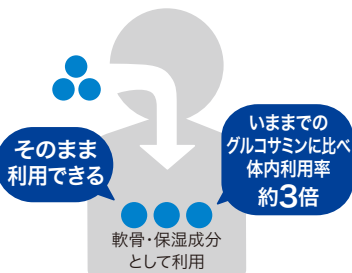 そのまま
利用できる
いままでの
グルコサミンに比べ
体内利用率
約3倍
軟骨・保湿成分
として利用